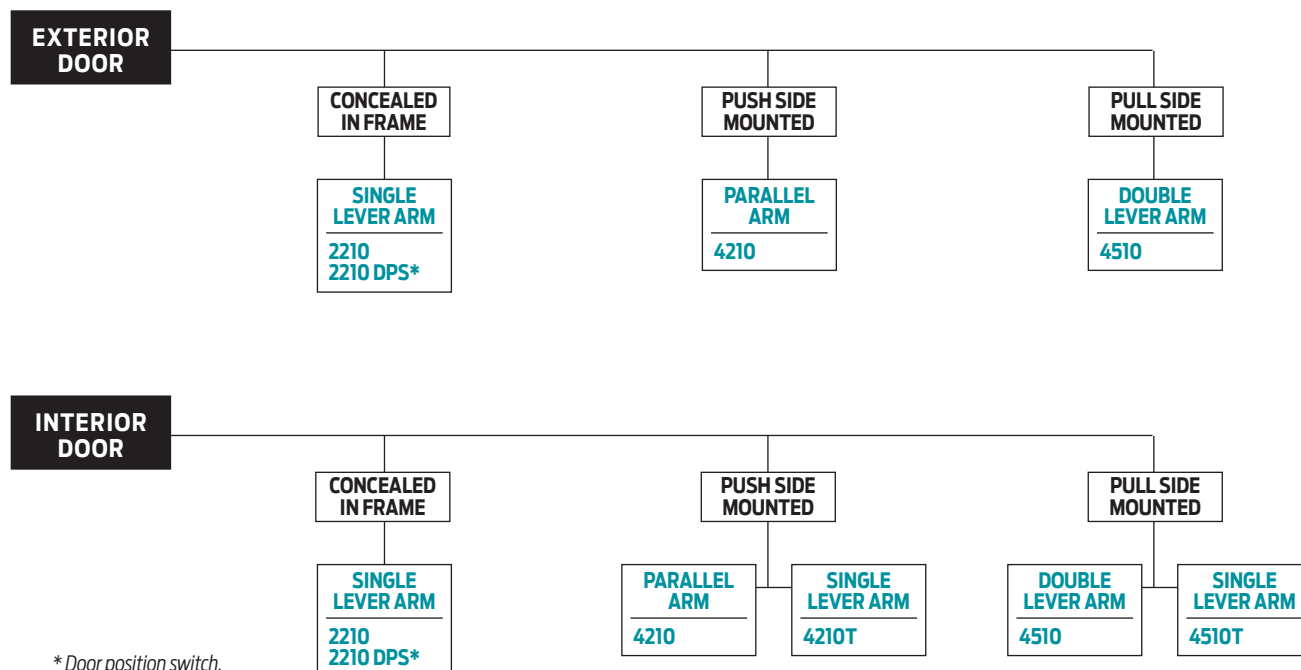 EXTERIOR
DOOR
CONCEALED
IN FRAME
PUSH SIDE
MOUNTED
PULL SIDE
MOUNTED
SINGLE
LEVER ARM
2210
2210 DPS*
PARALLEL
ARM
4210
DOUBLE
LEVER ARM
4510
INTERIOR
DOOR
CONCEALED
IN FRAME
PUSH SIDE
MOUNTED
PULL SIDE
MOUNTED
SINGLE
LEVER ARM
2210
2210 DPS*
PARALLEL
ARM
4210
SINGLE
LEVER ARM
4210T
DOUBLE
LEVER ARM
4510
SINGLE
LEVER ARM
4510T
* Door position switch.